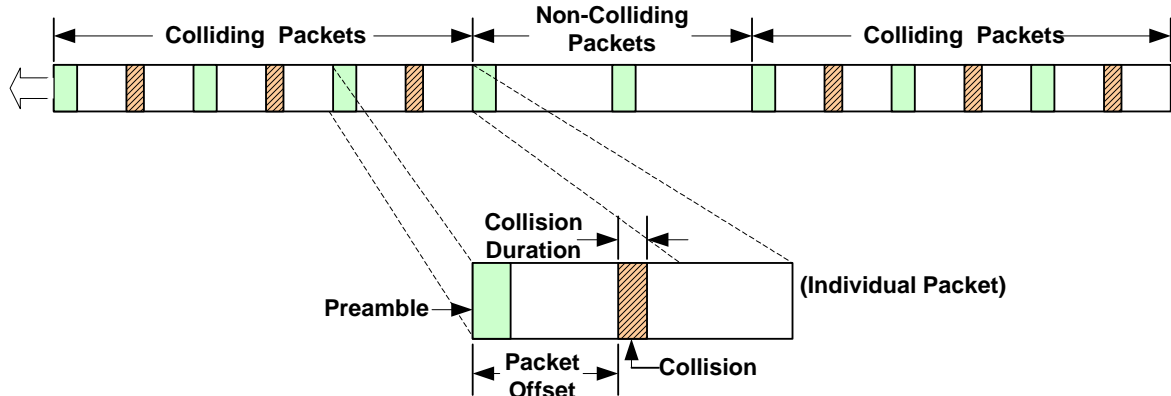 Colliding Packets
Non-Colliding
Packets
Colliding Packets
Collision
Duration
(Individual Packet)
Preamble
Packet
Offset
Collision